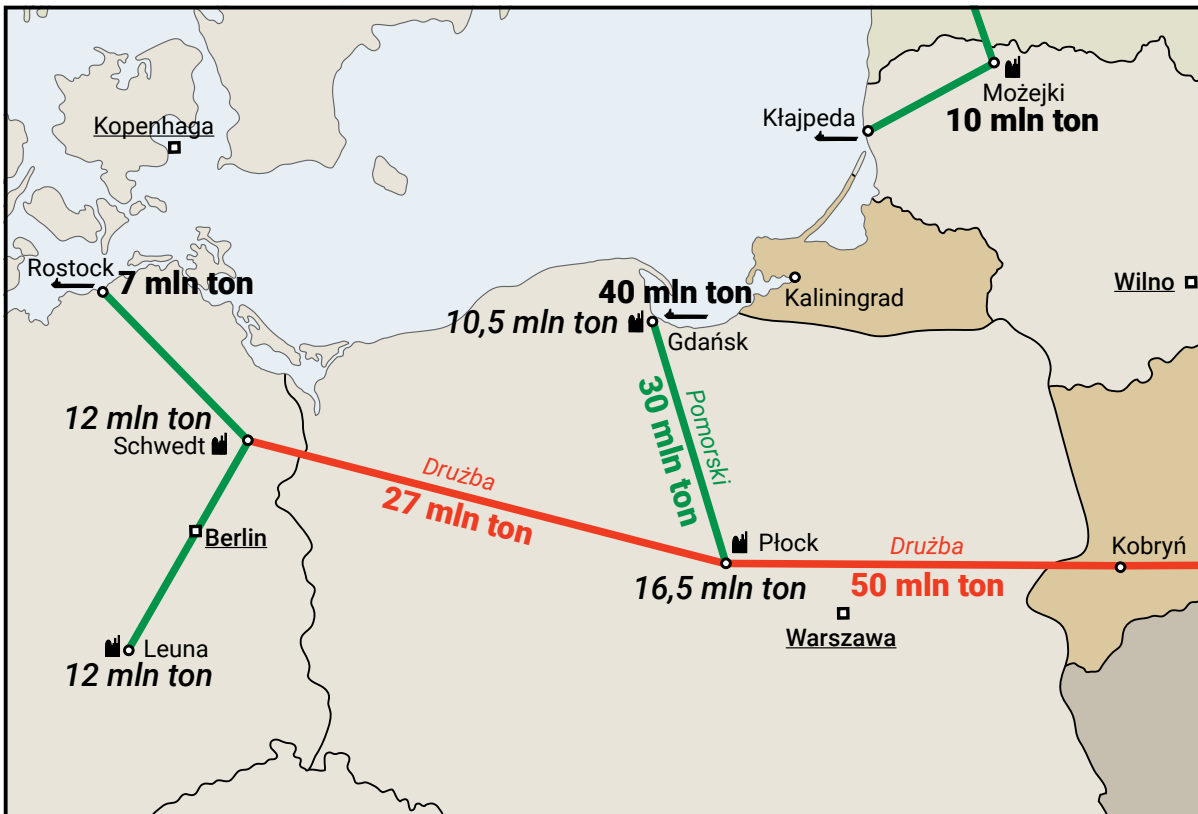 Kopenhaga
Kłajpeda
Możejki
10 mln ton
Rostock
7 mln ton
40 mln ton
10,5 mln ton
Gdańsk
Kaliningrad
Wilno
12 mln ton
Schwedt
Drużba
27 mln ton
Pomorski
30 mln ton
Berlin
Płock
16,5 mln ton
Drużba
50 mln ton
Kobryń
Warszawa
Leuna
12 mln ton